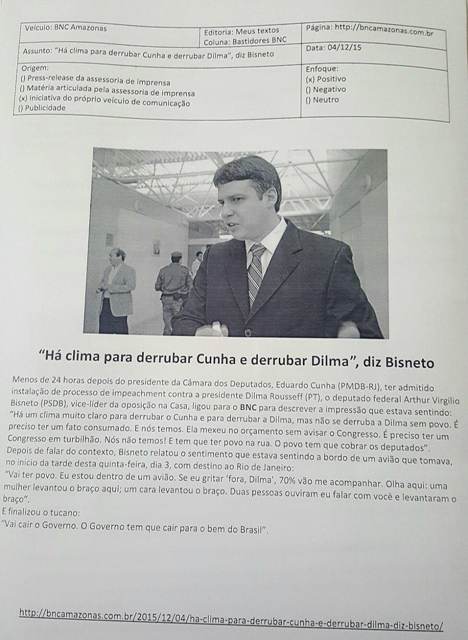 Veículo: BNC Amazonas
Editoria: Meus textos
Coluna: Bastidores BNC
Página: http://bncamazonas.com.br
Assunto: "Há clima para derrubar Cunha e derrubar Dilma", diz Bisneto
Data: 04/12/15
Origem:
() Press-release da assessoria de imprensa
() Matéria articulada pela assessoria de imprensa
(x) Iniciativa do próprio veículo de comunicação
() Publicidade
Enfoque:
(x) Positivo
() Negativo
() Neutro
"Há clima para derrubar Cunha e derrubar Dilma", diz Bisneto
Menos de 24 horas depois do presidente da Câmara dos Deputados, Eduardo Cunha (PMDB-RJ), ter admitido
instalação de processo de impeachment contra a presidente Dilma Rousseff (PT), o deputado federal Arthur Virgílio
Bisneto (PSDB), vice-líder da oposição na Casa, ligou para o BNC para descrever a impressão que estava sentindo:
"Há um clima muito claro para derrubar o Cunha e para derrubar a Dilma, mas não se derruba a Dilma sem povo. É
preciso ter um fato consumado. E nós temos. Ela mexeu no orçamento sem avisar o Congresso. É preciso ter um
Congresso em turbilhão. Nós não temos! E tem que ter povo na rua. O povo tem que cobrar os deputados".
Depois de falar do contexto, Bisneto relatou o sentimento que estava sentindo a bordo de um avião que tomava,
no início da tarde desta quinta-feira, dia 3, com destino ao Rio de Janeiro:
"Vai ter povo. Eu estou dentro de um avião. Se eu gritar 'fora, Dilma', 70% vão me acompanhar. Olha aqui: uma
mulher levantou o braço aqui; um cara levantou o braço. Duas pessoas ouviram eu falar com você e levantaram o
braço".
E finalizou o tucano:
"Vai cair o Governo. O Governo tem que cair para o bem do Brasil".
http://bncamazonas.com.br/2015/12/04/ha-clima-para-derrubar-cunha-e-derrubar-dilma-diz-bisneto/